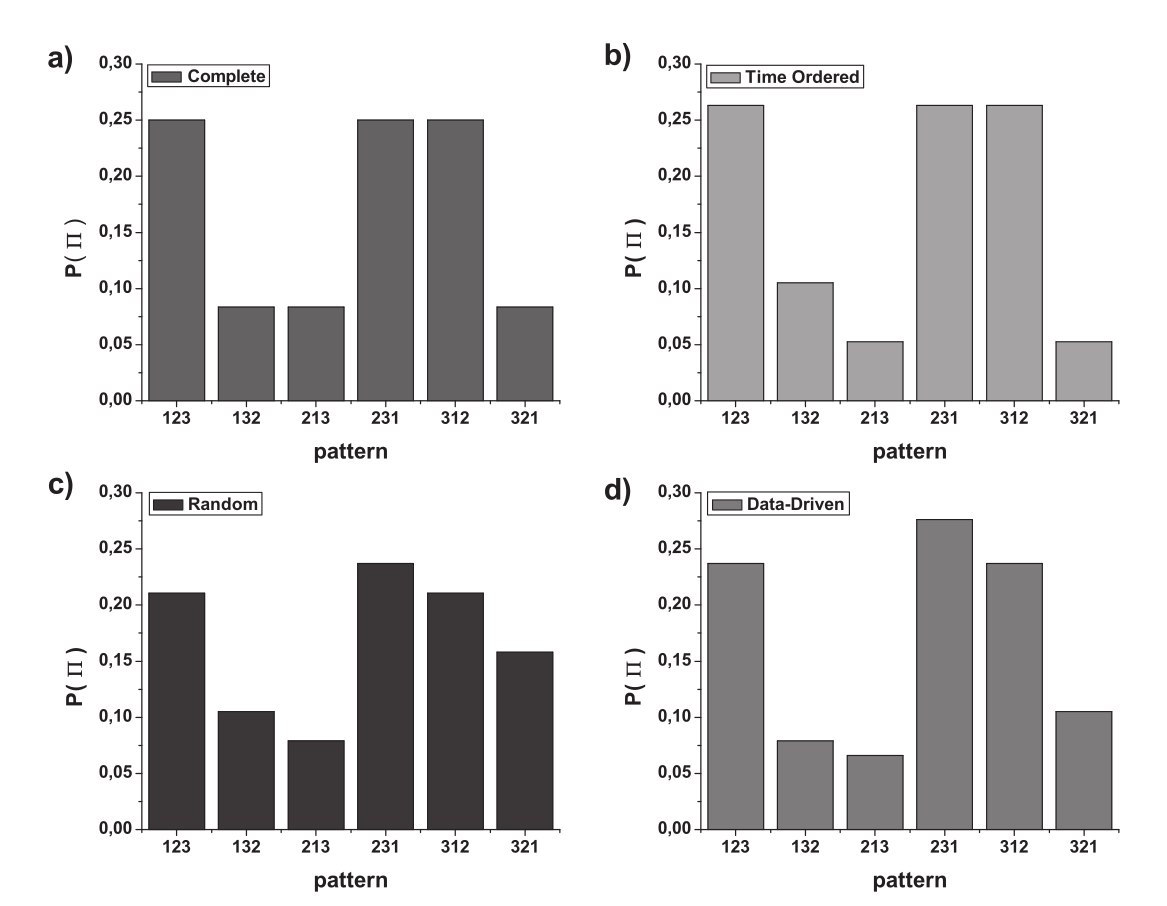 a)
Complete
0,30
0,25
0,20
0,15
0,10
0,05
0,00
P( Π )
123 132 213 231 312 321
pattern
b)
Time Ordered
0,30
0,25
0,20
0,15
0,10
0,05
0,00
P( Π )
123 132 213 231 312 321
pattern
c)
Random
0,30
0,25
0,20
0,15
0,10
0,05
0,00
P( Π )
123 132 213 231 312 321
pattern
d)
Data-Driven
0,30
0,25
0,20
0,15
0,10
0,05
0,00
P( Π )
123 132 213 231 312 321
pattern